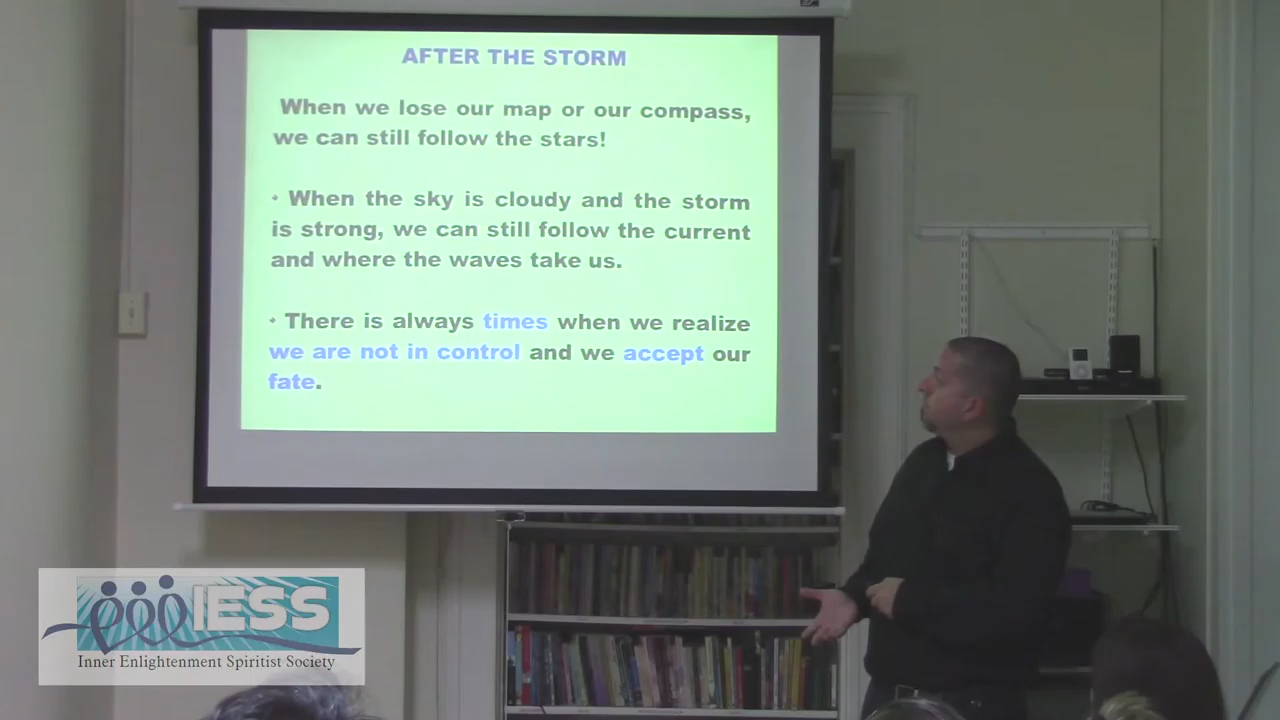 AFTER THE STORM
When we lose our map or our compass,
we can still follow the stars!
• When the sky is cloudy and the storm
is strong, we can still follow the current
and where the waves take us.
• There is always times when we realize
we are not in control and we accept our
fate.
IESS
Inner Enlightenment Spiritist Society